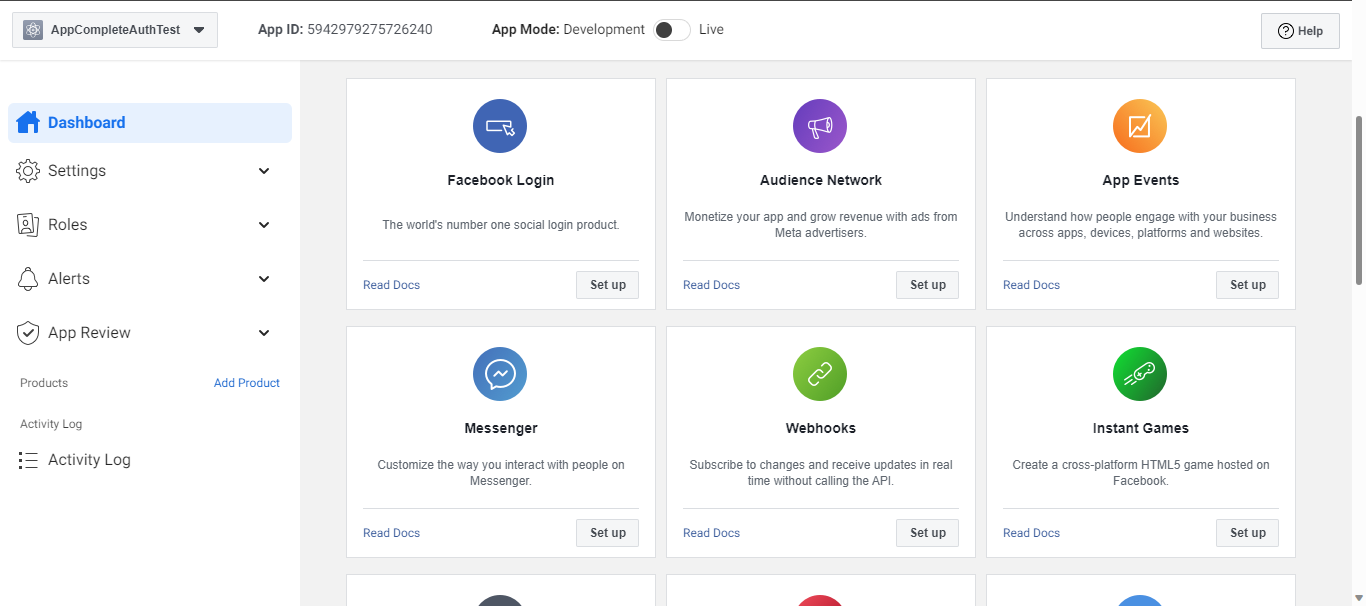 AppCompleteAuthTest
App ID: 5942979275726240
App Mode: Development
Live
Help
Dashboard
Settings
Roles
Alerts
App Review
Products
Add Product
Activity Log
Activity Log
Facebook Login
The world's number one social login product.
Read Docs
Set up
Audience Network
Monetize your app and grow revenue with ads from
Meta advertisers.
Read Docs
Set up
App Events
Understand how people engage with your business
across apps, devices, platforms and websites.
Read Docs
Set up
Messenger
Customize the way you interact with people on
Messenger.
Read Docs
Set up
Webhooks
Subscribe to changes and receive updates in real
time without calling the API.
Read Docs
Set up
Instant Games
Create a cross-platform HTML5 game hosted on
Facebook.
Read Docs
Set up